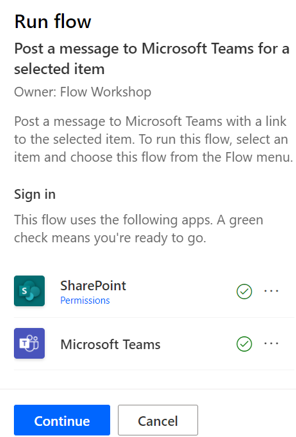 Run flow
Post a message to Microsoft Teams for a
selected item
Owner: Flow Workshop
Post a message to Microsoft Teams with a link
to the selected item. To run this flow, select an
item and choose this flow from the Flow menu.
Sign in
This flow uses the following apps. A green
check means you're ready to go.
SharePoint
Permissions
Microsoft Teams
Continue
Cancel